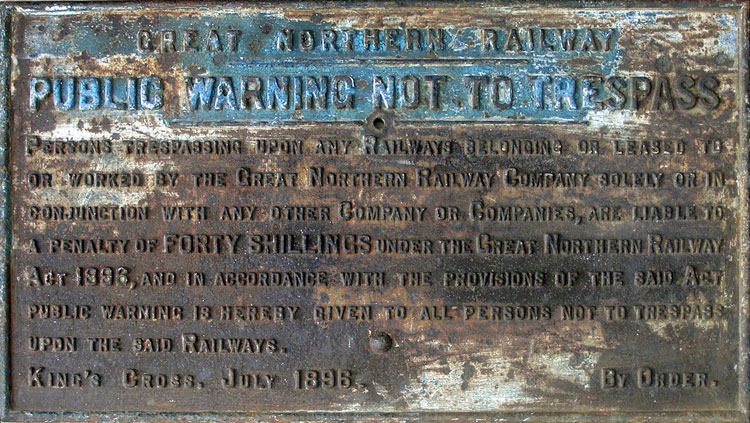 GREAT NORTHERN RAILWAY
PUBLIC WARNING NOT TO TRESPASS
PERSONS TRESPASSING UPON ANY RAILWAYS BELONGING OR LEASED TO
OR WORKED BY THE GREAT NORTHERN RAILWAY COMPANY SOLELY OR IN
CONJUNCTION WITH ANY OTHER COMPANY OR COMPANIES, ARE LIABLE TO
A PENALTY OF FORTY SHILLINGS UNDER THE GREAT NORTHERN RAILWAY
ACT 1896, AND IN ACCORDANCE WITH THE PROVISIONS OF THE SAID ACT
PUBLIC WARNING IS HEREBY GIVEN TO ALL PERSONS NOT TO TRESPASS
UPON THE SAID RAILWAYS.
KING'S CROSS. JULY 1896. BY ORDER.